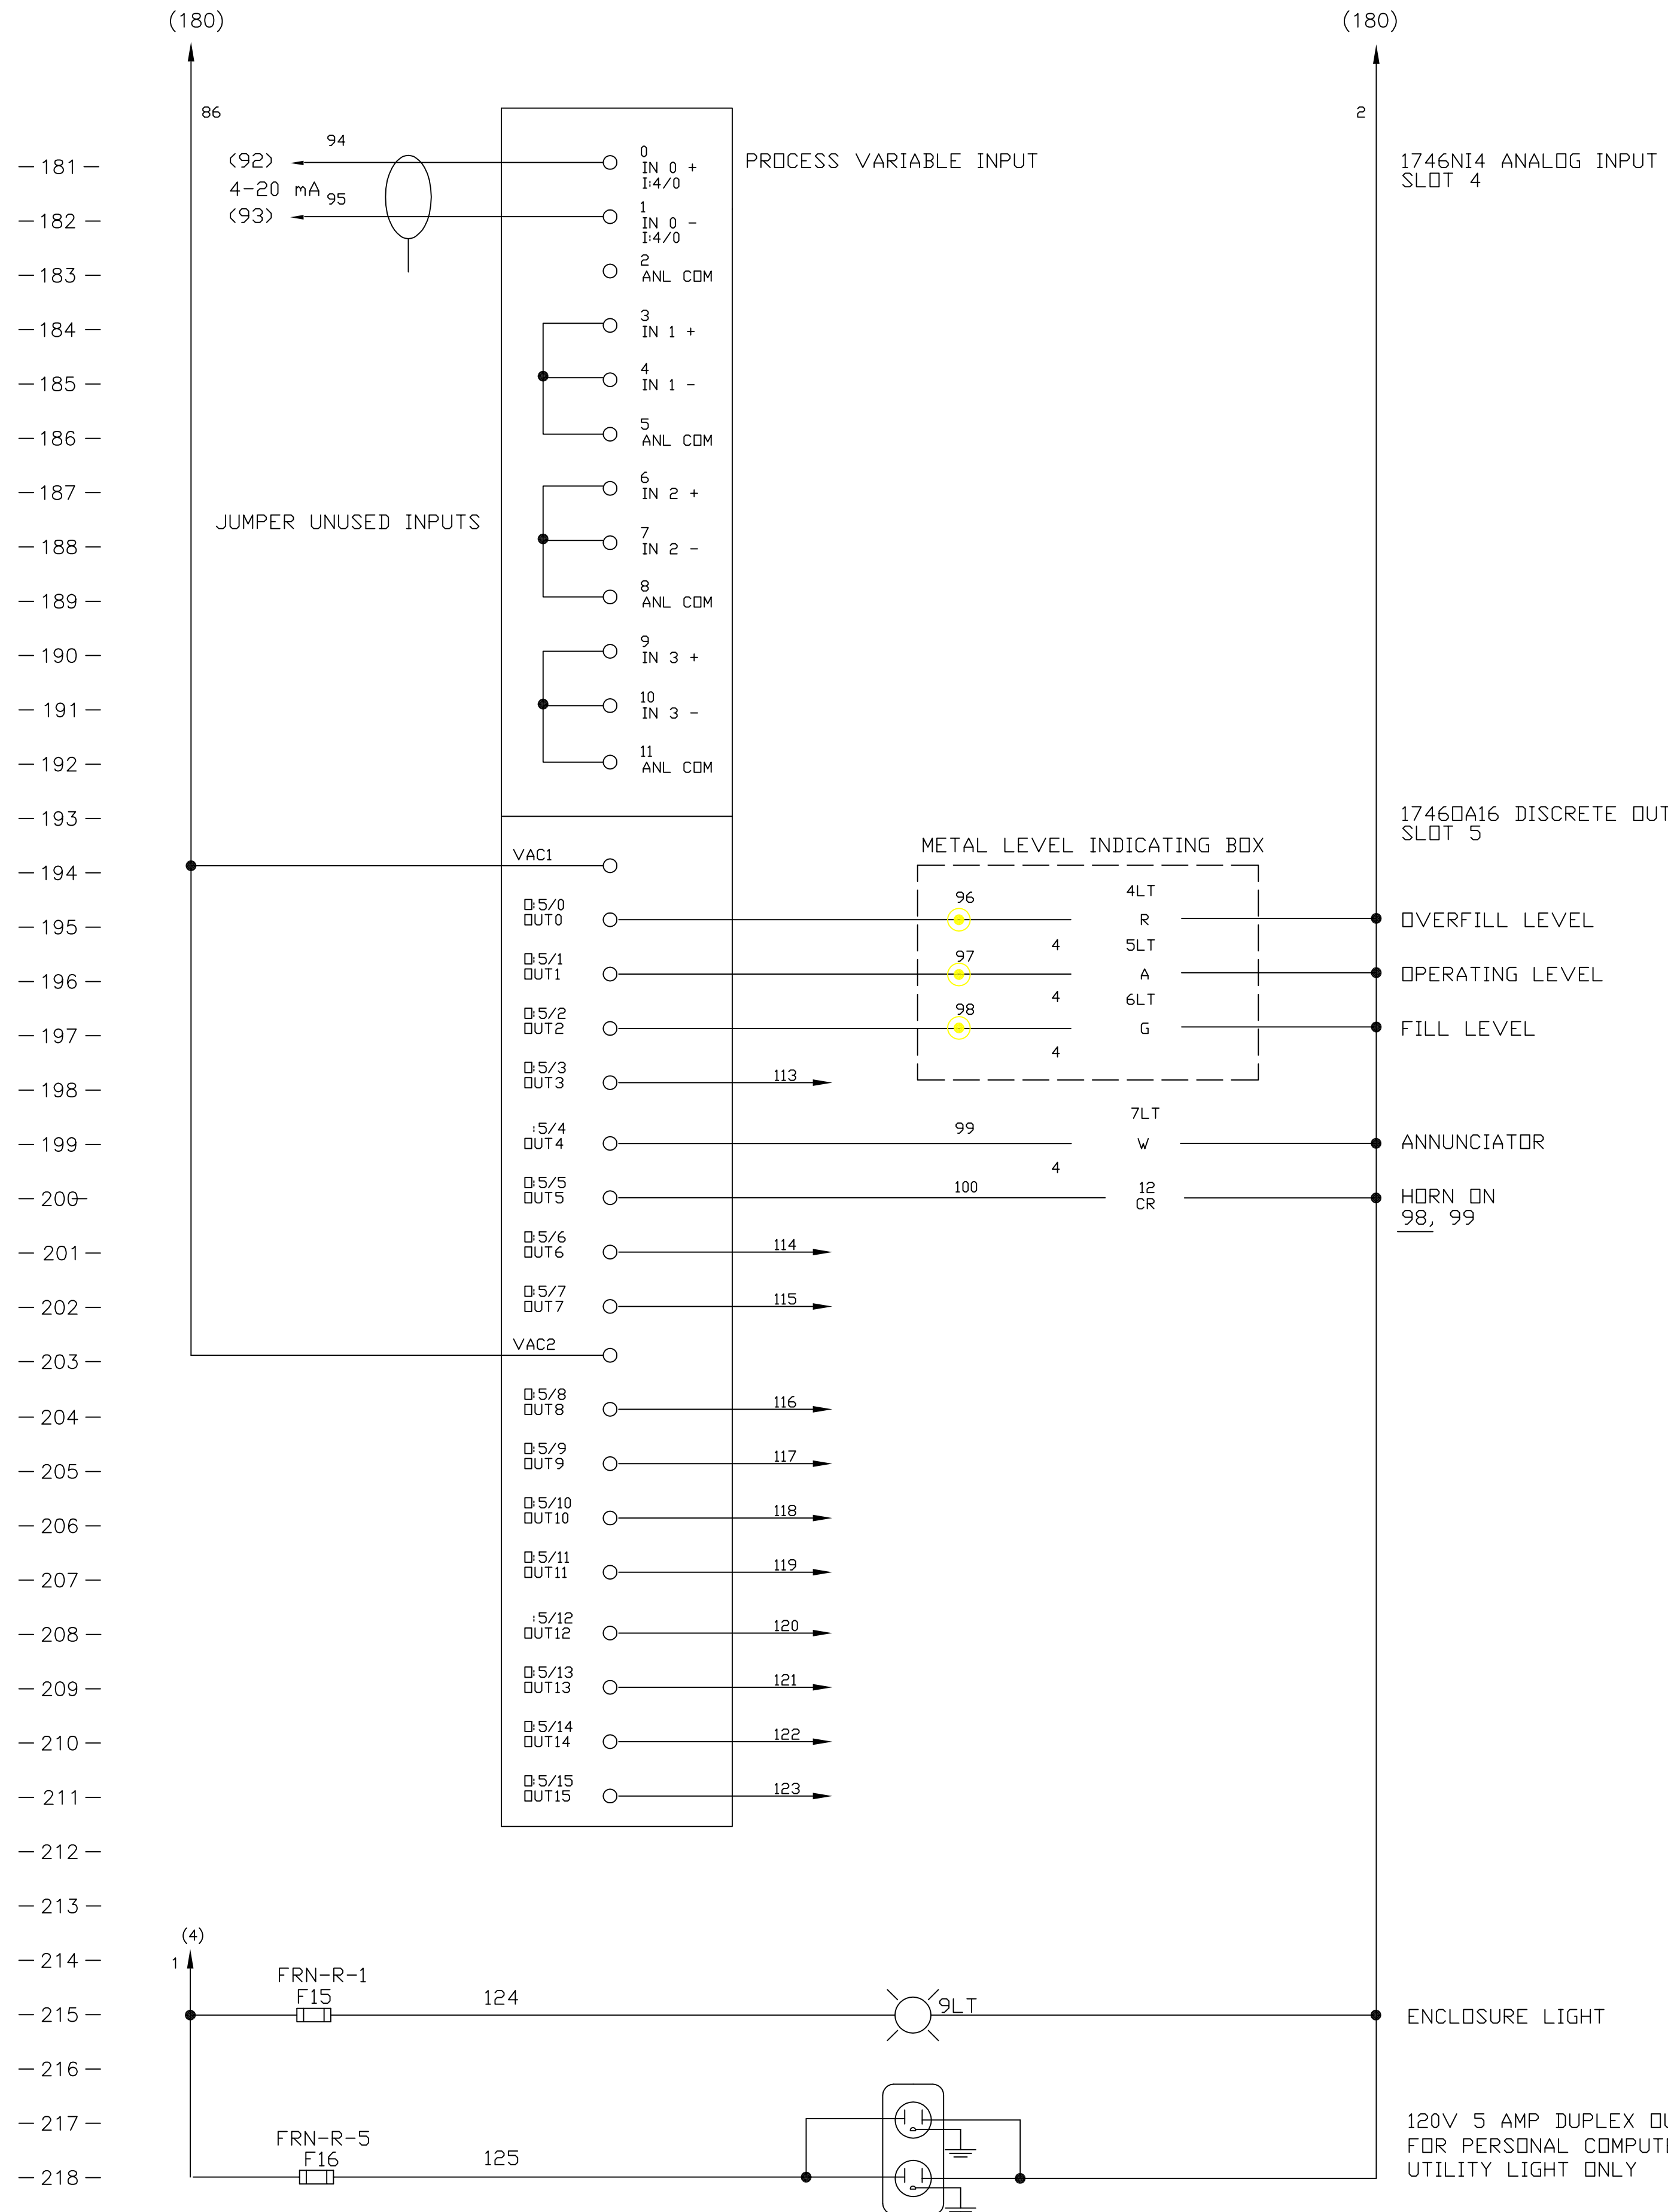 (180) (180)
86 2
94
— 181 — (92) 0 PROCESS VARIABLE INPUT 1746NI4 ANALOG INPUT
IN 0 + SLOT 4
I:4/0
4-20 mA 95
— 182 — (93) 1
IN 0 -
I:4/0
— 183 — 2
ANL COM
— 184 — 3
IN 1 +
— 185 — 4
IN 1 -
— 186 — 5
ANL COM
— 187 — 6
IN 2 +
JUMPER UNUSED INPUTS
— 188 — 7
IN 2 -
— 189 — 8
ANL COM
— 190 — 9
IN 3 +
— 191 — 10
IN 3 -
— 192 — 11
ANL COM
— 193 — 1746OA16 DISCRETE
SLOT 5
METAL LEVEL INDICATING BOX
— 194 — VAC1
O:5/0 96 4LT
— 195 — OUT0 R OVERFILL LEVEL
4 5LT
O:5/1 97
— 196 — OUT1 A OPERATING LEVEL
4 6LT
O:5/2 98
— 197 — OUT2 G FILL LEVEL
4
O:5/3
— 198 — OUT3 113
7LT
:5/4 99
— 199 — OUT4 W ANNUNCIATOR
4
O:5/5 100 12
— 200 — OUT5 CR HORN ON
98, 99
O:5/6
— 201 — OUT6 114
O:5/7
— 202 — OUT7 115
— 203 — VAC2
O:5/8
— 204 — OUT8 116
O:5/9
— 205 — OUT9 117
O:5/10
— 206 — OUT10 118
O:5/11
— 207 — OUT11 119
:5/12
— 208 — OUT12 120
O:5/13
— 209 — OUT13 121
O:5/14
— 210 — OUT14 122
O:5/15
— 211 — OUT15 123
— 212 —
— 213 —
(4)
— 214 — 1
FRN-R-1
F15 124 9LT
— 215 — ENCLOSURE LIGHT
— 216 —
— 217 — 120V 5 AMP DUPLEX
FRN-R-5 FOR PERSONAL
F16 125
— 218 — UTILITY LIGHT ONLY